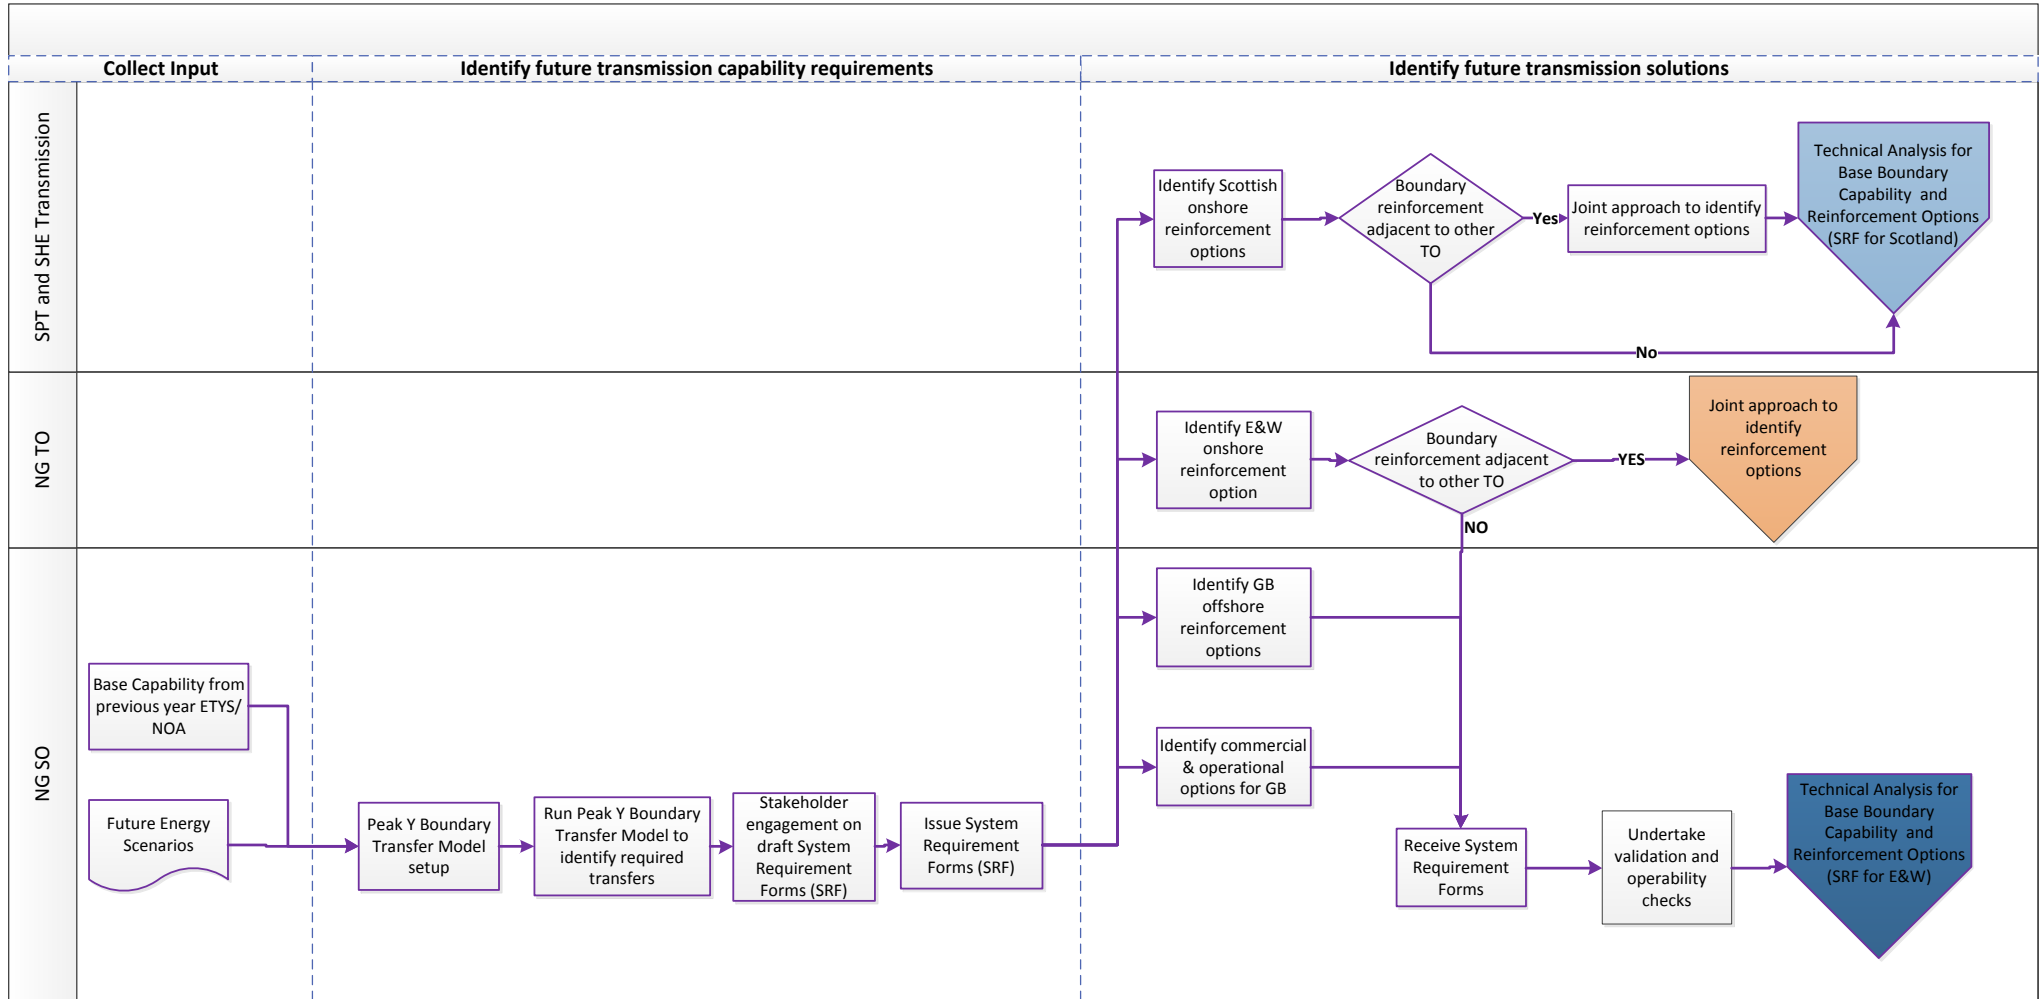 Collect Input
Identify future transmission capability requirements
Identify future transmission solutions
SPT and SHE Transmission
Identify Scottish
onshore
reinforcement
options
Boundary
reinforcement
adjacent to other
TO
Yes
Joint approach to identify
reinforcement options
Technical Analysis for
Base Boundary
Capability and
Reinforcement Options
(SRF for Scotland)
No
NG TO
Identify E&W
onshore
reinforcement
option
Boundary
reinforcement adjacent
to other TO
YES
Joint approach to
identify
reinforcement
options
NO
NG SO
Base Capability from
previous year ETYS/
NOA
Future Energy
Scenarios
Peak Y Boundary
Transfer Model
setup
Run Peak Y Boundary
Transfer Model to
identify required
transfers
Stakeholder
engagement on
draft System
Requirement
Forms (SRF)
Issue System
Requirement
Forms (SRF)
Identify GB
offshore
reinforcement
options
Identify commercial
& operational
options for GB
Receive System
Requirement
Forms
Undertake
validation and
operability
checks
Technical Analysis for
Base Boundary
Capability and
Reinforcement Options
(SRF for E&W)